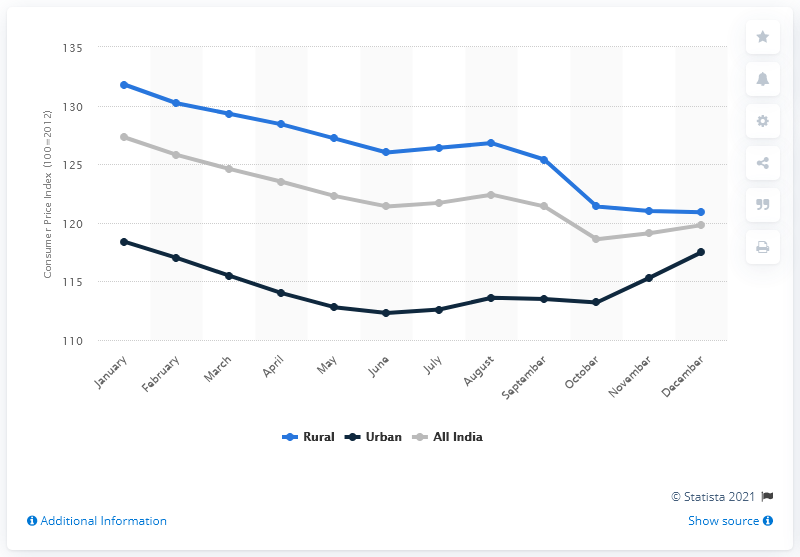 135
130
125
120
115
110
Consumer Price Index (100=2012)
January
February
March
April
May
June
July
August
September
October
November
December
Rural Urban All India
© Statista 2021
Additional Information
Show source